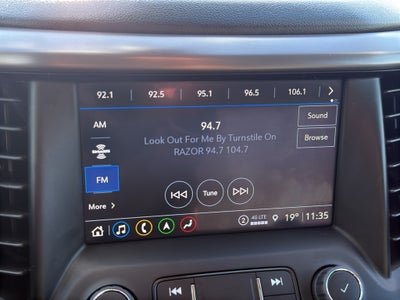 92.1 92.5 95.1 96.5 106.1
AM
94.7
Sound
Look Out For Me By Turnstile On
RAZOR 94.7 104.7
Browse
FM
Tune
More
2 4G LTE 19° 11:35